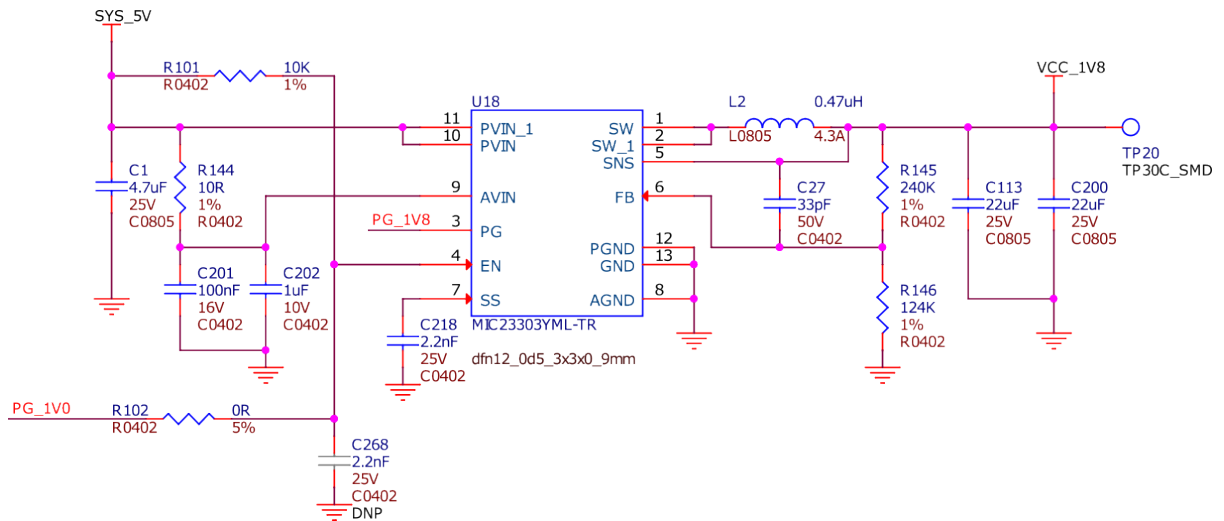 SYS_5V
R101
R0402
10K
1%
C1
4.7uF
25V
C0805
R144
10R
1%
R0402
C201
100nF
16V
C0402
C202
1uF
10V
C0402
PG_1V8
U18
11
10
9
3
4
7
PVIN_1
PVIN
AVIN
PG
EN
SS
SW
SW_1
SNS
FB
PGND
GND
AGND
1
2
5
6
12
13
8
MIC23303YML-TR
dfn12_0d5_3x3x0_9mm
C218
2.2nF
25V
C0402
L2
L0805
0.47uH
4.3A
C27
33pF
50V
C0402
R145
240K
1%
R0402
R146
124K
1%
R0402
C113
22uF
25V
C0805
C200
22uF
25V
C0805
VCC_1V8
TP20
TP30C_SMD
PG_1V0
R102
R0402
0R
5%
C268
2.2nF
25V
C0402
DNP